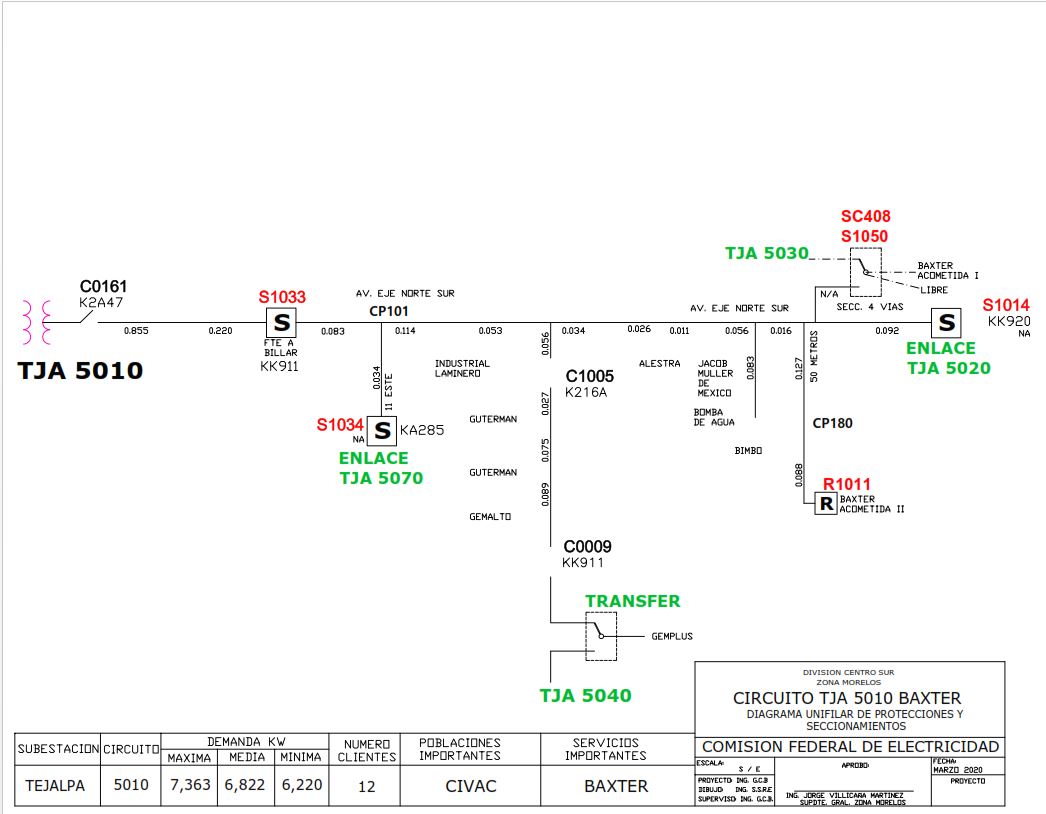 SC408
S1050
TJA 5030
BAXTER
ACOMETIDA I
LIBRE
N/A
SECC. 4 VIAS
C0161
K2A47
S1033
AV. EJE NORTE SUR
CP101
AV. EJE NORTE SUR
S1014
KK920
NA
S
S
0.855
0.220
0.083
0.114
0.053
0.056
0.034
0.026
0.011
0.056
0.016
0.092
FTE A
BILLAR
KK911
TJA 5010
ENLACE
TJA 5020
0.034
11 ESTE
INDUSTRIAL
LAMINERO
C1005
K216A
ALESTRA
JACOB
MULLER
DE
MEXICO
0.083
0.127
50 METROS
S1034
NA
S
KA285
ENLACE
TJA 5070
GUTERMAN
0.027
BOMBA
DE AGUA
CP180
0.075
BIMBO
GUTERMAN
0.089
0.088
R1011
R
BAXTER
ACOMETIDA II
GEMALTO
C0009
KK911
TRANSFER
GEMPLUS
TJA 5040
DIVISION CENTRO SUR
ZONA MORELOS
CIRCUITO TJA 5010 BAXTER
DIAGRAMA UNIFILAR DE PROTECCIONES Y
SECCIONAMIENTOS
COMISION FEDERAL DE ELECTRICIDAD
ESCALA:
S / E
APROBO:
FECHA:
MARZO 2020
PROYECTO: ING. G.C.B
DIBUJO: ING. S.S.R.E
SUPERVISO: ING. G.C.B.
ING. JORGE VILLICAÑA MARTINEZ
SUPDTE. GRAL. ZONA MORELOS
PROYECTO
SUBESTACION CIRCUITO DEMANDA KW NUMERO CLIENTES POBLACIONES IMPORTANTES SERVICIOS IMPORTANTES
MAXIMA MEDIA MINIMA
TEJALPA 5010 7,363 6,822 6,220 12 CIVAC BAXTER